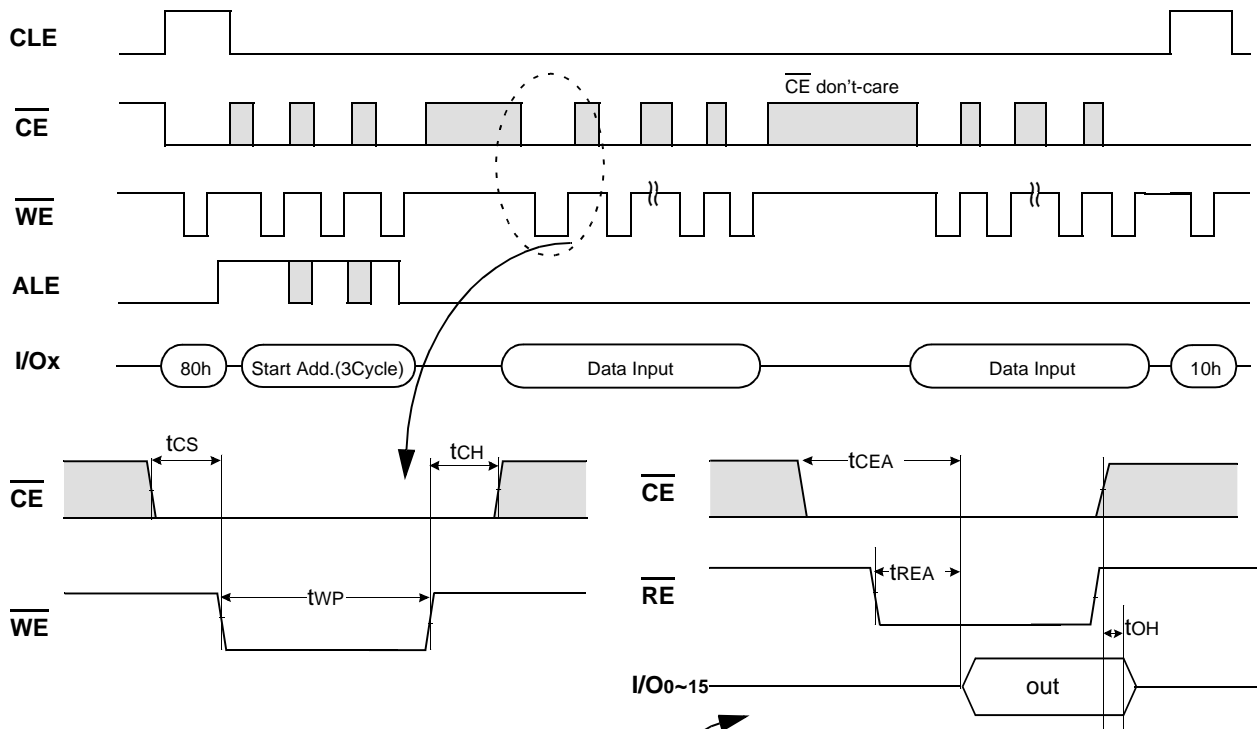 CLE
CE don't-care
CE
WE
ALE
I/Ox
80h
Start Add.(3Cycle)
Data Input
Data Input
10h
tCS
tCH
CE
tWP
WE
tCEA
CE
tREA
RE
tOH
I/O0~15
out